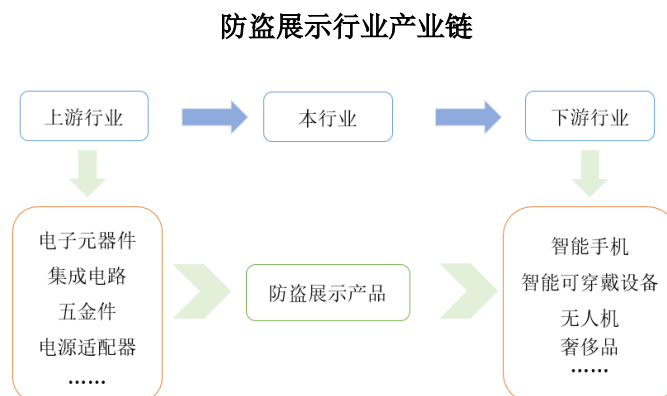 防盗展示行业产业链
上游行业
本行业
下游行业
电子元器件
集成电路
五金件
电源适配器
……
防盗展示产品
智能手机
智能可穿戴设备
无人机
奢侈品
……